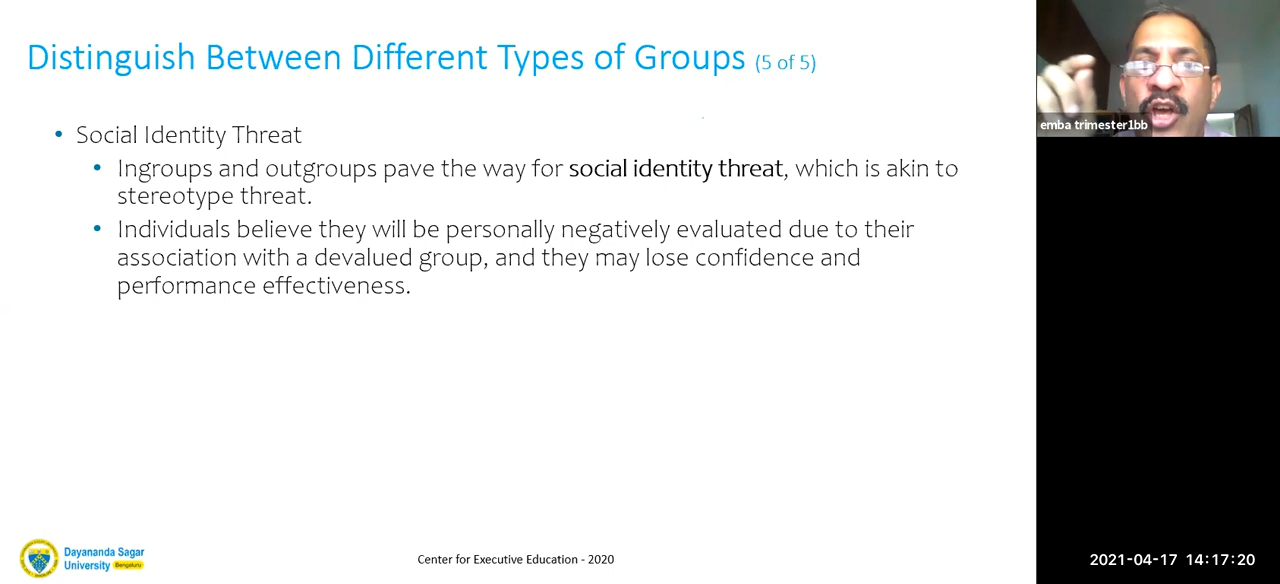 Distinguish Between Different Types of Groups (5 of 5)
• Social Identity Threat
• Ingroups and outgroups pave the way for social identity threat, which is akin to
stereotype threat.
• Individuals believe they will be personally negatively evaluated due to their
association with a devalued group, and they may lose confidence and
performance effectiveness.
emba trimester1bb
Dayananda Sagar
University Bengaluru
Center for Executive Education - 2020
2021-04-17 14:17:20